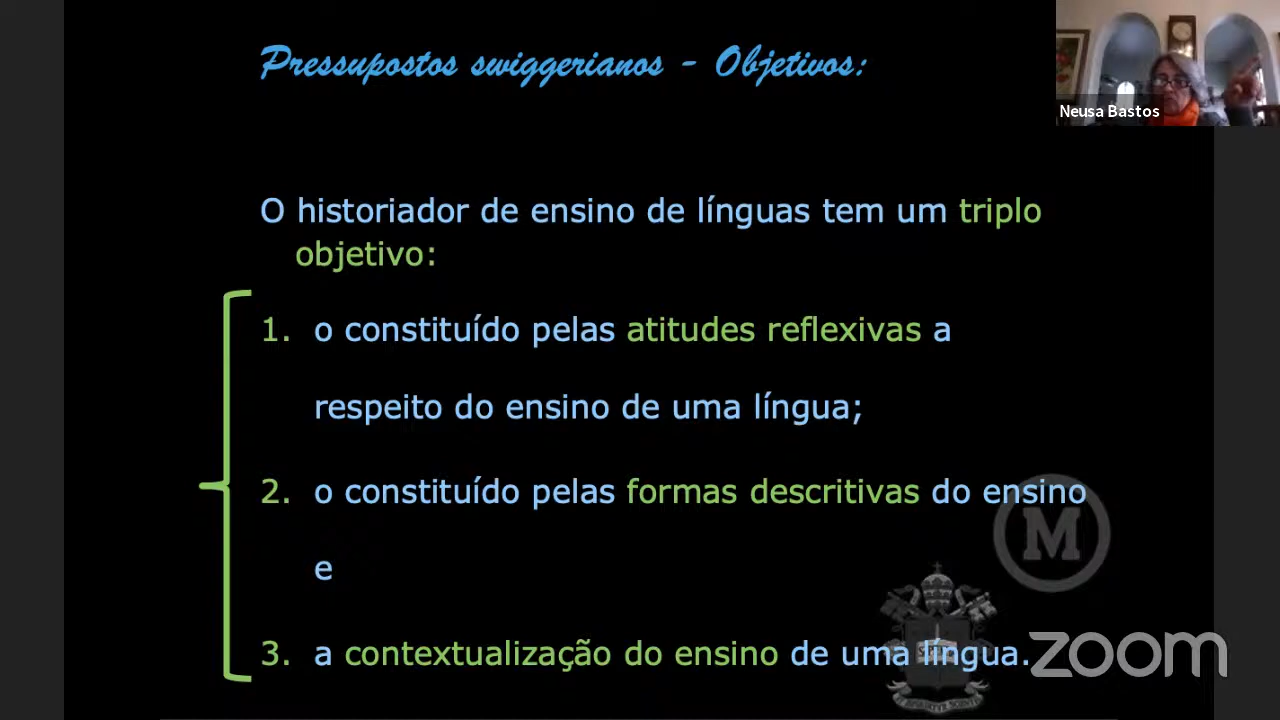 Pressupostos swiggerianos - Objetivos:
Neusa Bastos
O historiador de ensino de línguas tem um triplo
objetivo:
1. o constituído pelas atitudes reflexivas a
respeito do ensino de uma língua;
2. o constituído pelas formas descritivas do ensino
M
e
3. a contextualização do ensino de uma língua.
zoom